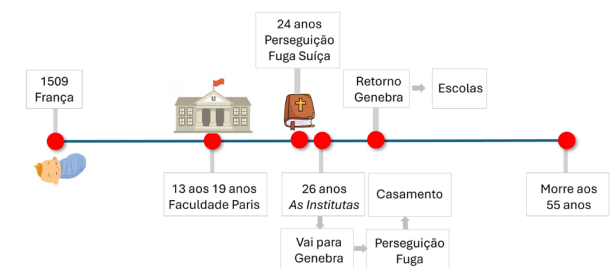 24 anos
Perseguição
Fuga Suíça
1509
França
Retorno
Genebra
Escolas
13 aos 19 anos
Faculdade Paris
26 anos
As Institutas
Casamento
Morre aos
55 anos
Vai para
Genebra
Perseguição
Fuga